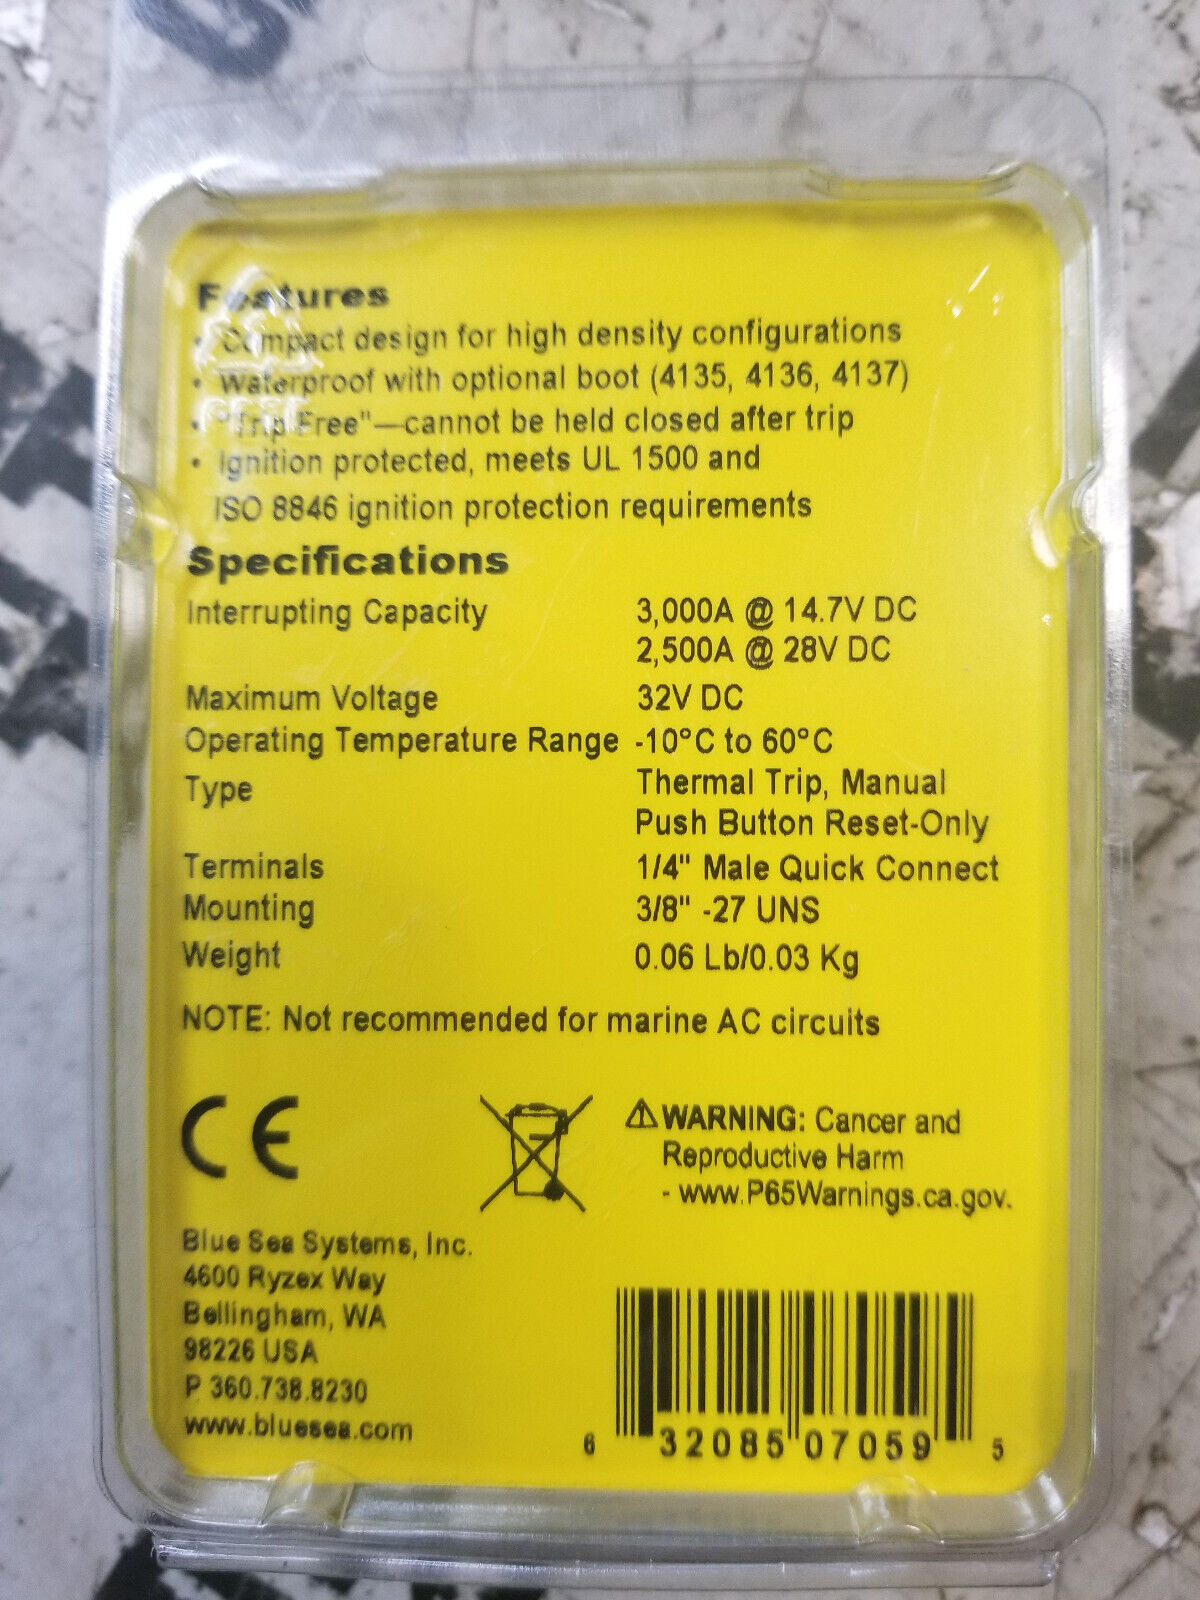 Features
• Compact design for high density configurations
• Waterproof with optional boot (4135, 4136, 4137)
• "Trip Free"—cannot be held closed after trip
• Ignition protected, meets UL 1500 and
ISO 8846 ignition protection requirements
Specifications
Interrupting Capacity 3,000A @ 14.7V DC
2,500A @ 28V DC
Maximum Voltage 32V DC
Operating Temperature Range -10°C to 60°C
Type Thermal Trip, Manual
Push Button Reset-Only
Terminals 1/4" Male Quick Connect
Mounting 3/8" -27 UNS
Weight 0.06 Lb/0.03 Kg
NOTE: Not recommended for marine AC circuits
CE
⚠WARNING: Cancer and
Reproductive Harm
- www.P65Warnings.ca.gov.
Blue Sea Systems, Inc.
4600 Ryzex Way
Bellingham, WA
98226 USA
P 360.738.8230
www.bluesea.com
6 32085 07059 5